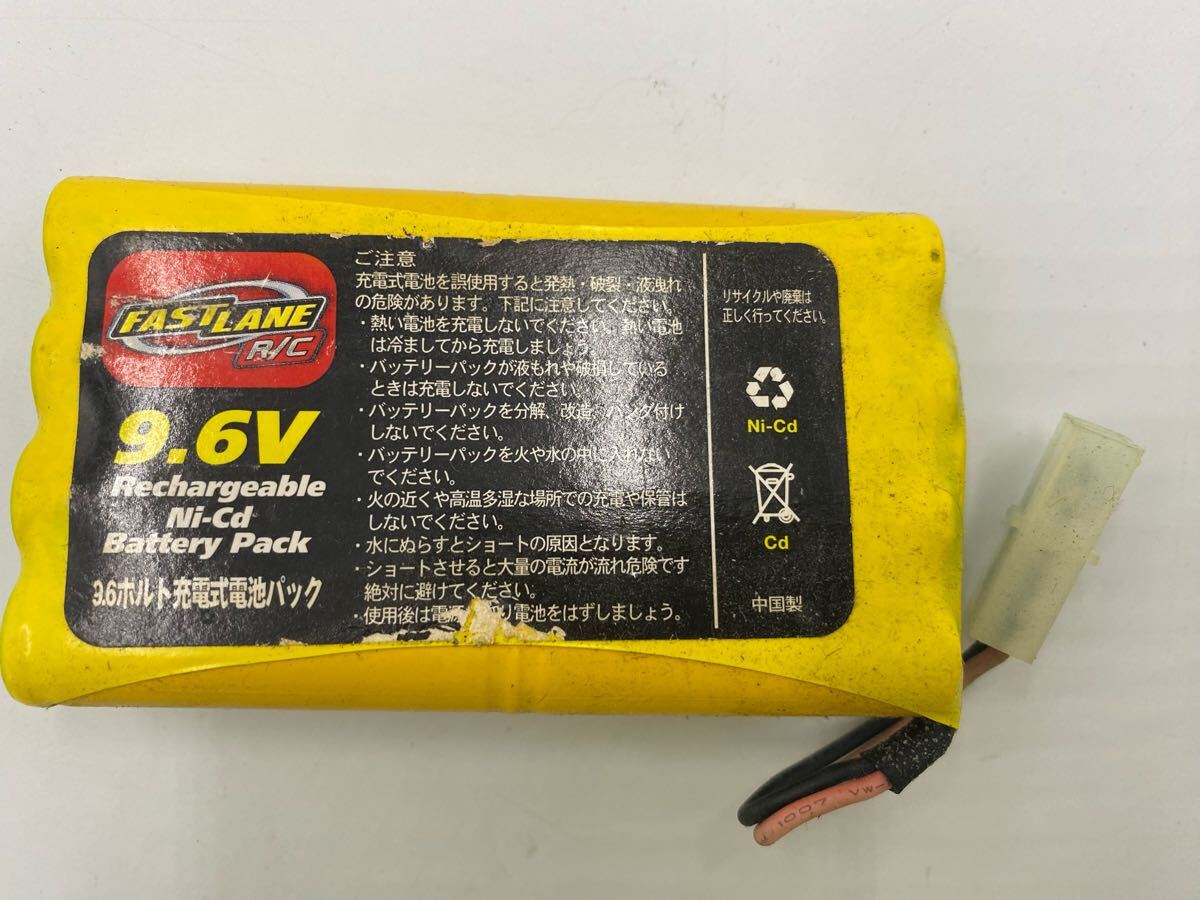 FASTLANE
R/C
9.6V
Rechargeable
Ni-Cd
Battery Pack
9.6ボルト充電式電池パック
ご注意
充電式電池を誤使用すると発熱・破裂・液洩れ
の危険があります。下記に注意してください。
・熱い電池を充電しないでください。熱い電池
は冷ましてから充電しましょう
・バッテリーパックが液もれや破損している
ときは充電しないでください。
・バッテリーパックを分解、改造、ハンダ付け
しないでください。
・バッテリーパックを火や水の中に入れない
でください。
・火の近くや高温多湿な場所での充電や保管は
しないでください。
・水にぬらすとショートの原因となります。
・ショートさせると大量の電流が流れ危険です
絶対に避けてください。
・使用後は電源 り電池をはずしましょう。
リサイクルや廃棄は
正しく行ってください。
Ni-Cd
Cd
中国製
1007 VW-1